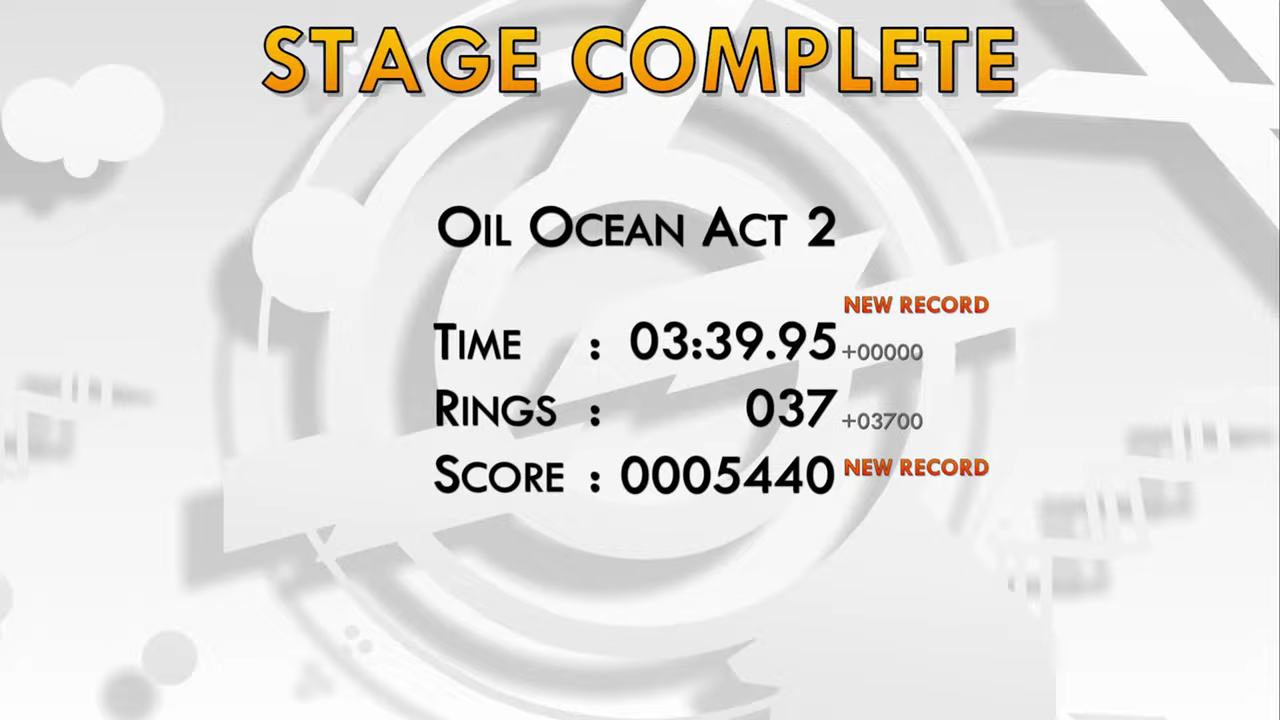 STAGE COMPLETE
OIL OCEAN ACT 2
NEW RECORD
TIME : 03:39.95 +00000
RINGS : 037 +03700
SCORE : 0005440 NEW RECORD